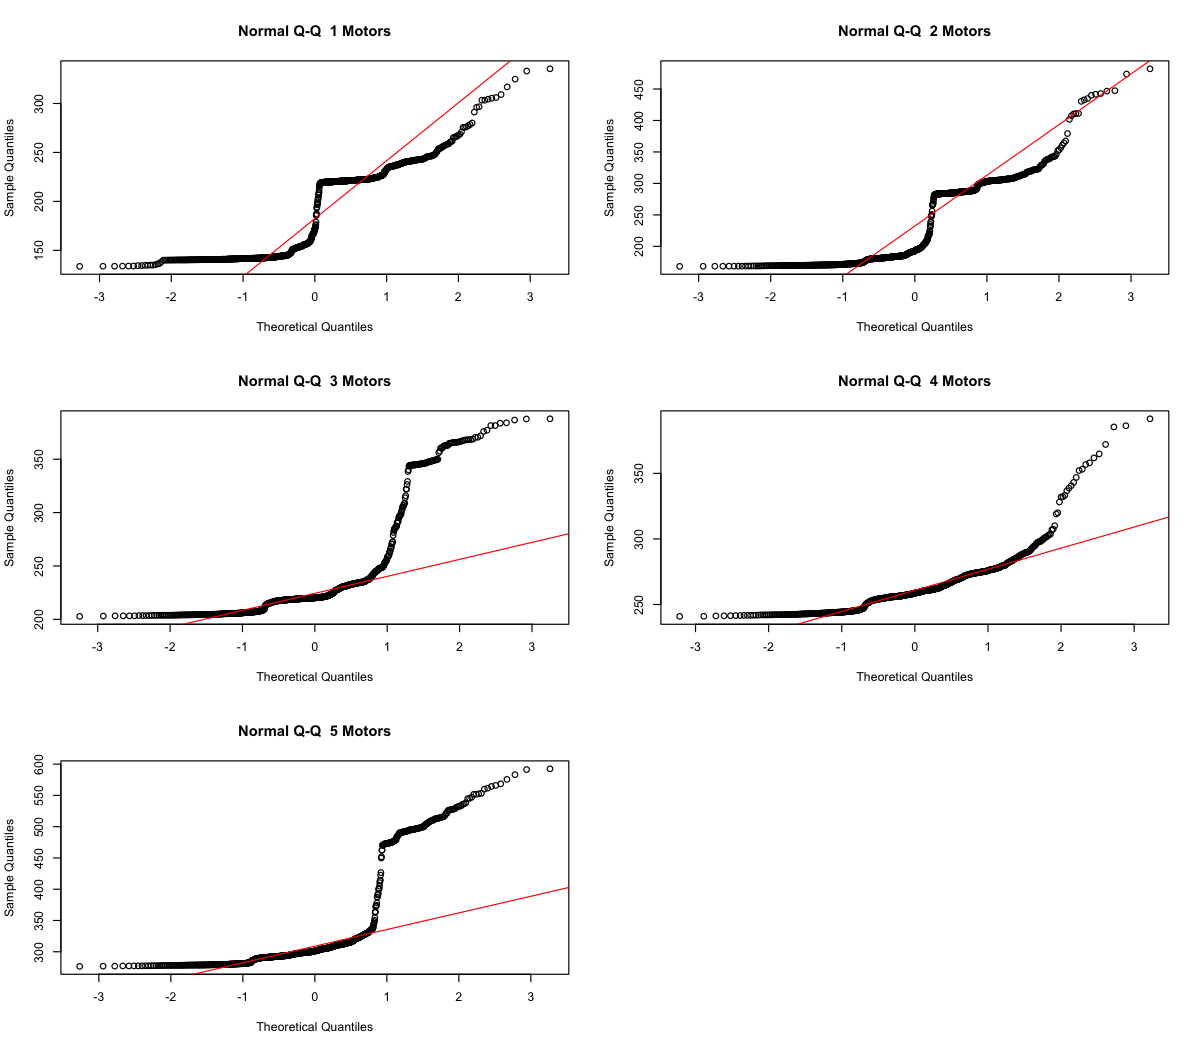 Normal Q-Q  1 Motors
Sample Quantiles
300
250
200
150
-3 -2 -1 0 1 2 3
Theoretical Quantiles
Normal Q-Q  2 Motors
Sample Quantiles
450
400
350
300
250
200
-3 -2 -1 0 1 2 3
Theoretical Quantiles
Normal Q-Q  3 Motors
Sample Quantiles
350
300
250
200
-3 -2 -1 0 1 2 3
Theoretical Quantiles
Normal Q-Q  4 Motors
Sample Quantiles
350
300
250
-3 -2 -1 0 1 2 3
Theoretical Quantiles
Normal Q-Q  5 Motors
Sample Quantiles
600
550
500
450
400
350
300
-3 -2 -1 0 1 2 3
Theoretical Quantiles